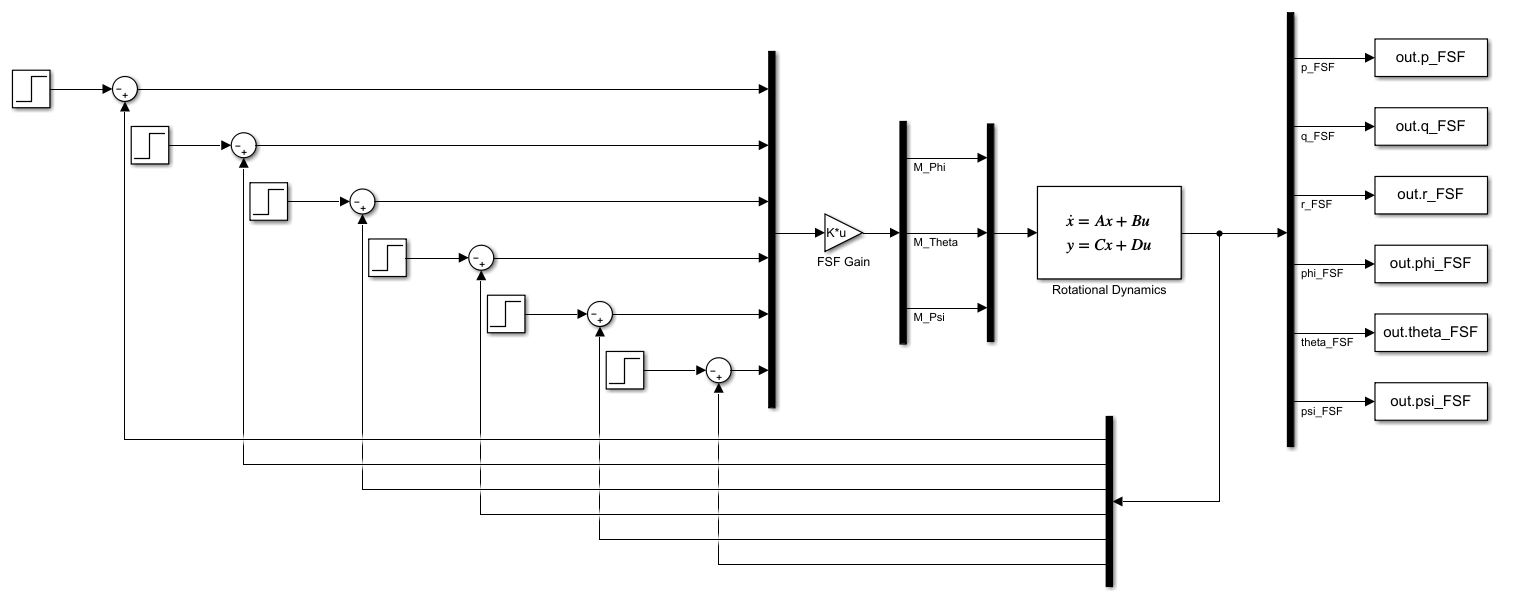 p_FSF
out.p_FSF
q_FSF
out.q_FSF
r_FSF
out.r_FSF
phi_FSF
out.phi_FSF
theta_FSF
out.theta_FSF
psi_FSF
out.psi_FSF
− +
− +
− +
− +
− +
− +
K*u
FSF Gain
M_Phi
M_Theta
M_Psi
ẋ = Ax + Bu
y = Cx + Du
Rotational Dynamics